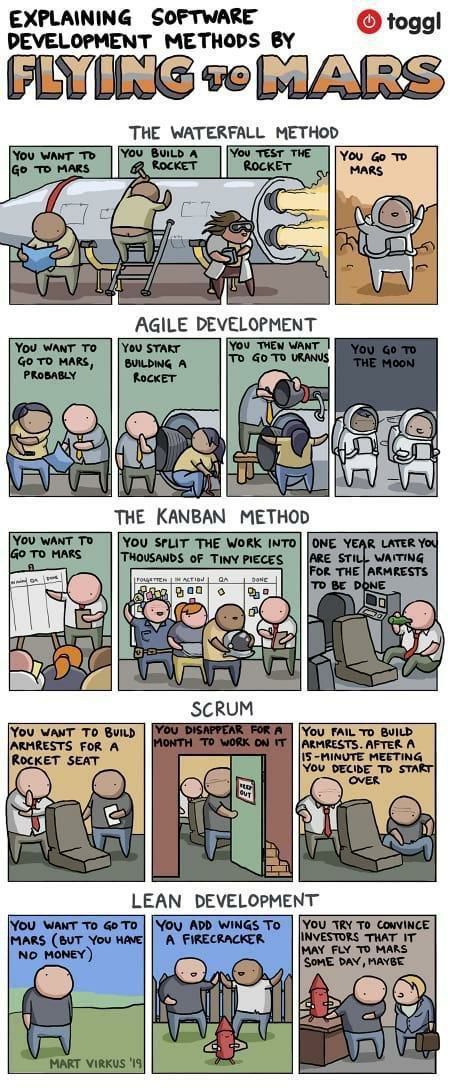 EXPLAINING SOFTWARE
DEVELOPMENT METHODS BY
toggl
FLYING TO MARS
THE WATERFALL METHOD
YOU WANT TO
GO TO MARS
YOU BUILD A
ROCKET
YOU TEST THE
ROCKET
YOU GO TO
MARS
AGILE DEVELOPMENT
YOU WANT TO
GO TO MARS,
PROBABLY
YOU START
BUILDING A
ROCKET
YOU THEN WANT
TO GO TO URANUS
YOU GO TO
THE MOON
THE KANBAN METHOD
YOU WANT TO
GO TO MARS
QA
DONE
YOU SPLIT THE WORK INTO
THOUSANDS OF TINY PIECES
FORGOTTEN
IN ACTION
QA
DONE
ONE YEAR LATER YOU
ARE STILL WAITING
FOR THE ARMRESTS
TO BE DONE
SCRUM
YOU WANT TO BUILD
ARMRESTS FOR A
ROCKET SEAT
YOU DISAPPEAR FOR A
MONTH TO WORK ON IT
KEEP
OUT
YOU FAIL TO BUILD
ARMRESTS. AFTER A
15-MINUTE MEETING
YOU DECIDE TO START
OVER
LEAN DEVELOPMENT
YOU WANT TO GO TO
MARS (BUT YOU HAVE
NO MONEY)
MART VIRKUS '19
YOU ADD WINGS TO
A FIRECRACKER
YOU TRY TO CONVINCE
INVESTORS THAT IT
MAY FLY TO MARS
SOME DAY, MAYBE